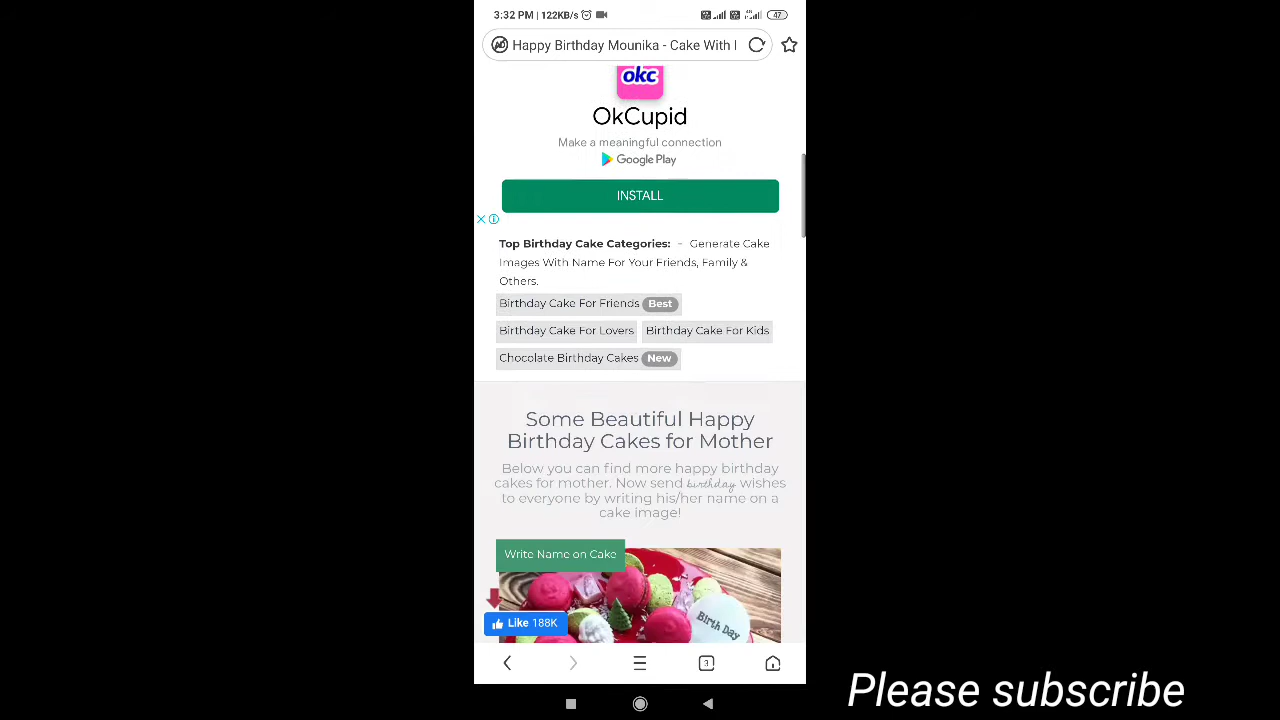 3:32 PM | 122KB/s
47
Happy Birthday Mounika - Cake With I
okc
OkCupid
Make a meaningful connection
Google Play
INSTALL
Top Birthday Cake Categories: - Generate Cake
Images With Name For Your Friends, Family &
Others.
Birthday Cake For Friends Best
Birthday Cake For Lovers Birthday Cake For Kids
Chocolate Birthday Cakes New
Some Beautiful Happy
Birthday Cakes for Mother
Below you can find more happy birthday
cakes for mother. Now send birthday wishes
to everyone by writing his/her name on a
cake image!
Write Name on Cake
Birth Day
Like 188K
3
Please subscribe